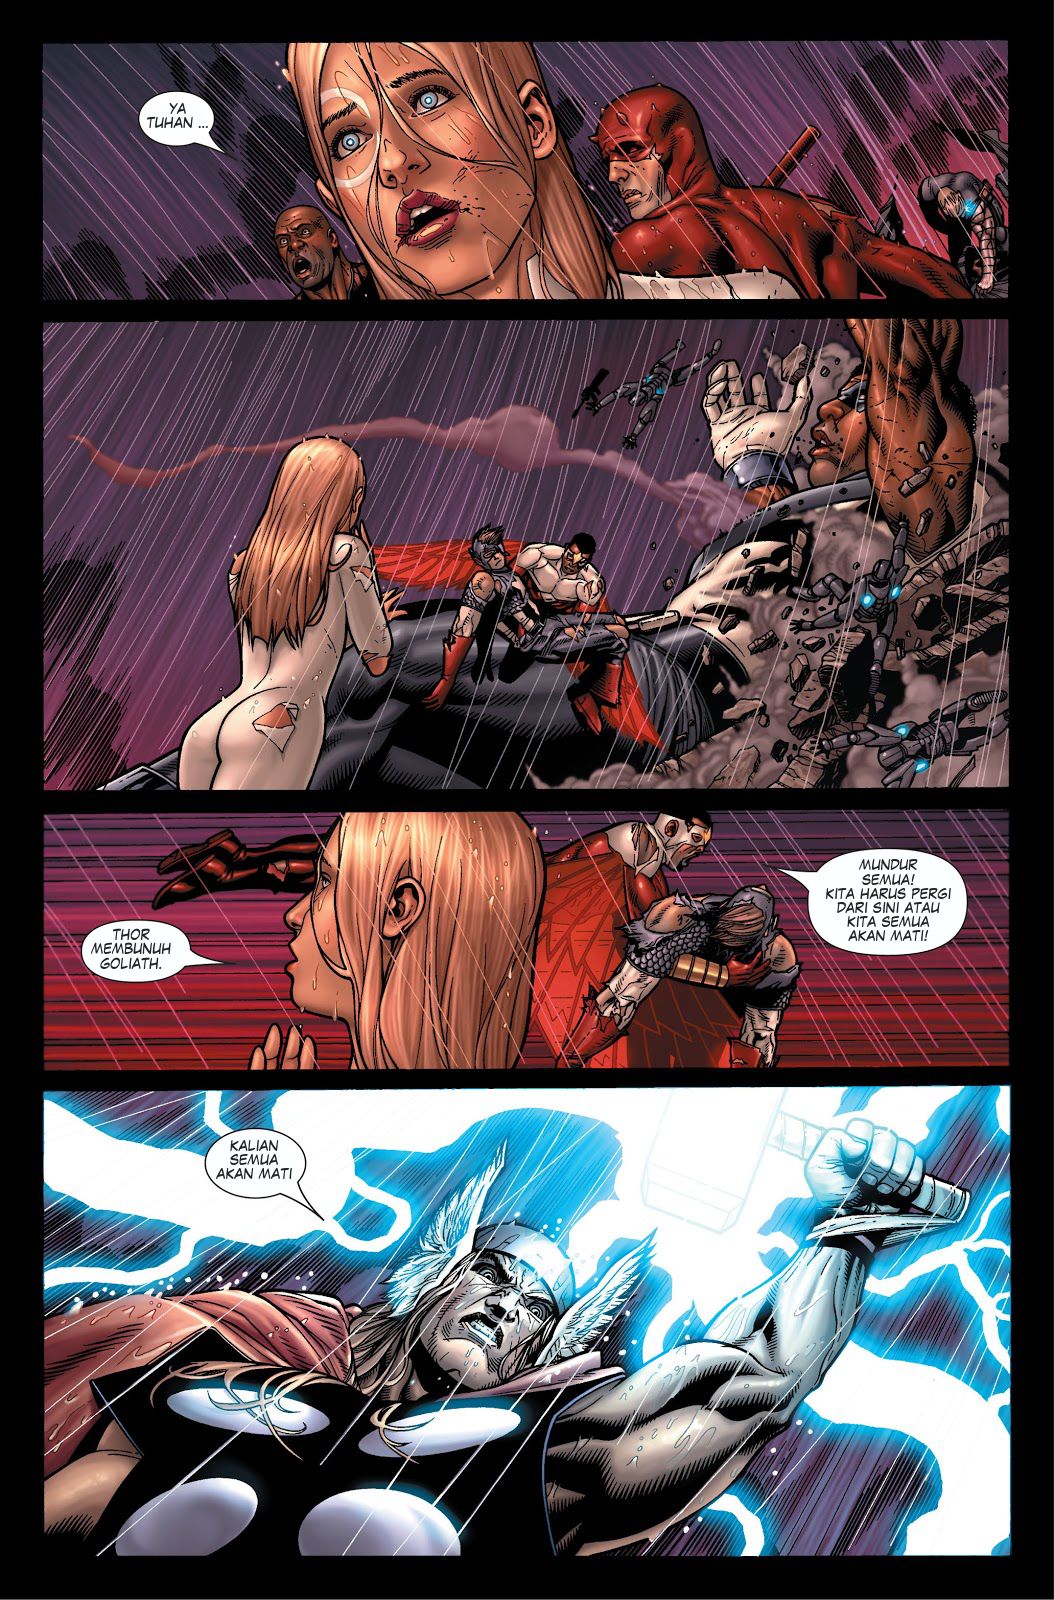 YA
TUHAN ...
THOR
MEMBUNUH
GOLIATH.
MUNDUR
SEMUA!
KITA HARUS PERGI
DARI SINI ATAU
KITA SEMUA
AKAN MATI!
KALIAN
SEMUA
AKAN MATI